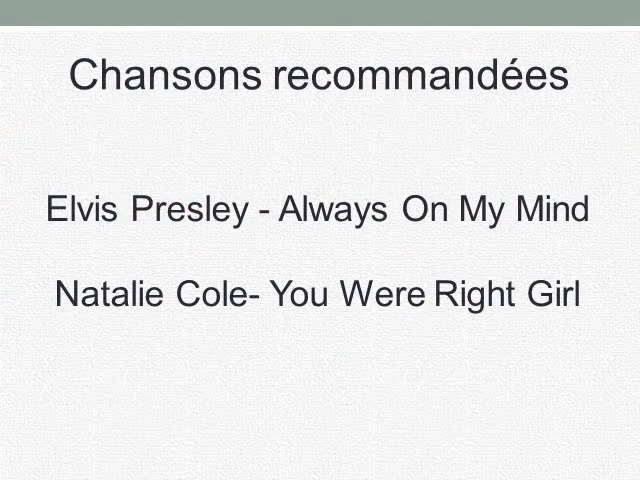 Chansons recommandées
Elvis Presley - Always On My Mind
Natalie Cole- You Were Right Girl